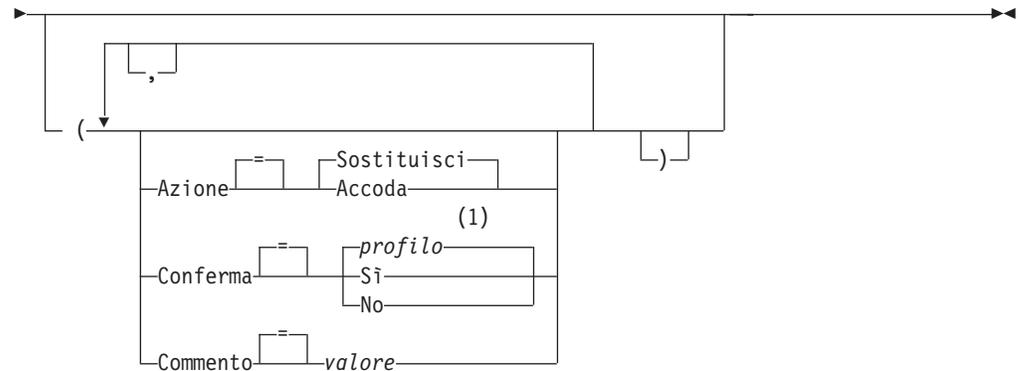 ,
(
)
Azione = Sostituisci
Accoda
(1)
Conferma = profilo
Sì
No
Commento = valore